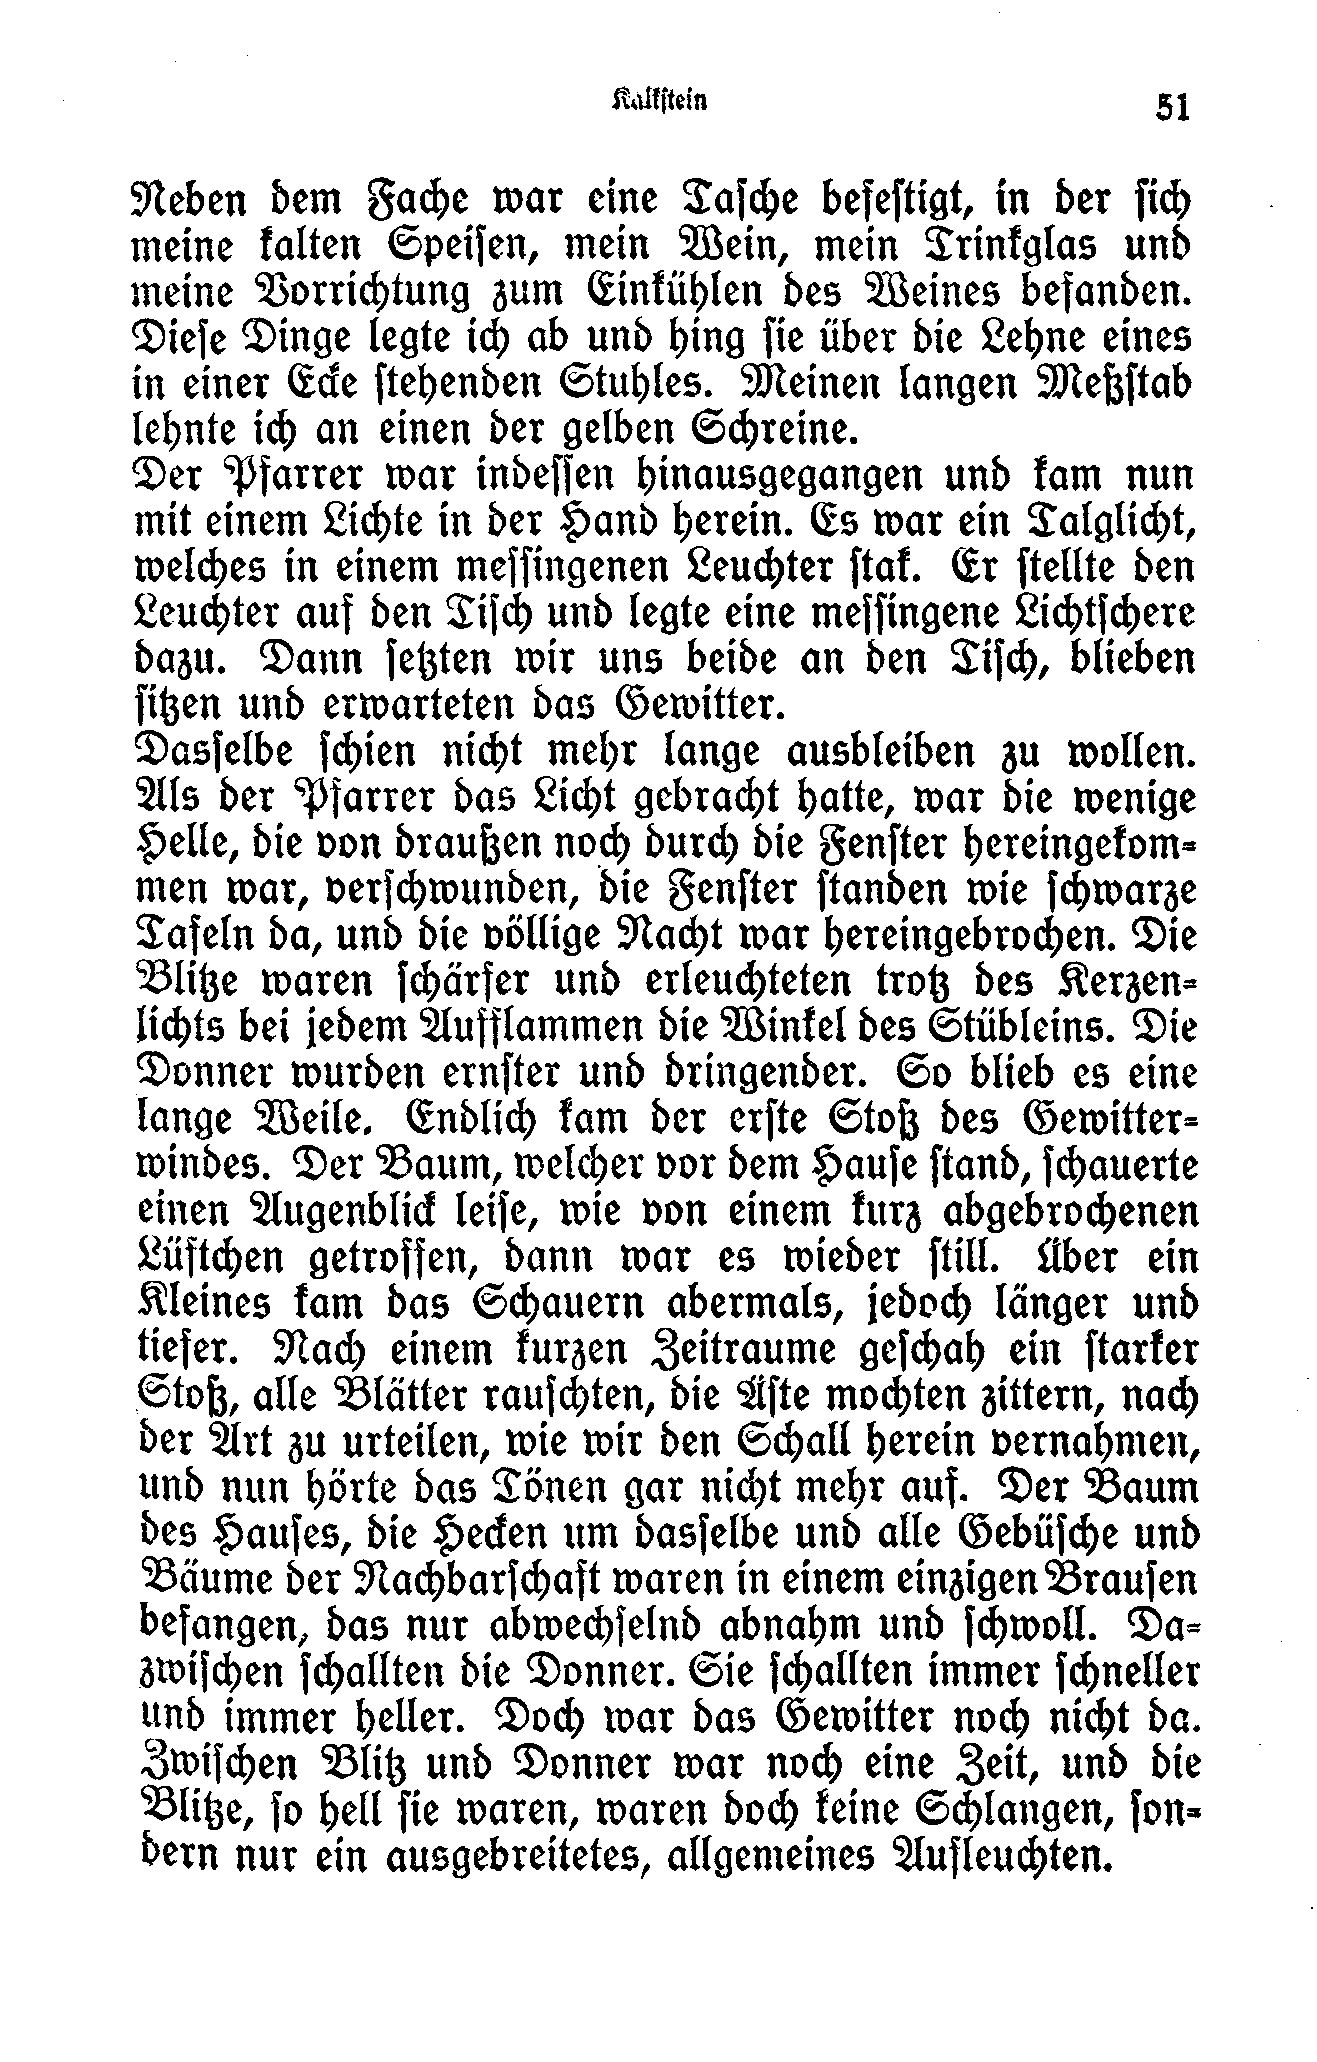 Kalkstein
51
Neben dem Fache war eine Tasche befestigt, in der sich
meine kalten Speisen, mein Wein, mein Trinkglas und
meine Vorrichtung zum Einkühlen des Weines befanden.
Diese Dinge legte ich ab und hing sie über die Lehne eines
in einer Ecke stehenden Stuhles. Meinen langen Meßstab
lehnte ich an einen der gelben Schreine.
Der Pfarrer war indessen hinausgegangen und kam nun
mit einem Lichte in der Hand herein. Es war ein Talglicht,
welches in einem messingenen Leuchter stak. Er stellte den
Leuchter auf den Tisch und legte eine messingene Lichtschere
dazu. Dann setzten wir uns beide an den Tisch, blieben
sitzen und erwarteten das Gewitter.
Dasselbe schien nicht mehr lange ausbleiben zu wollen.
Als der Pfarrer das Licht gebracht hatte, war die wenige
Helle, die von draußen noch durch die Fenster hereingekom-
men war, verschwunden, die Fenster standen wie schwarze
Tafeln da, und die völlige Nacht war hereingebrochen. Die
Blitze waren schärfer und erleuchteten trotz des Kerzen-
lichts bei jedem Aufflammen die Winkel des Stübleins. Die
Donner wurden ernster und dringender. So blieb es eine
lange Weile. Endlich kam der erste Stoß des Gewitter-
windes. Der Baum, welcher vor dem Hause stand, schauerte
einen Augenblick leise, wie von einem kurz abgebrochenen
Lüftchen getroffen, dann war es wieder still. Über ein
Kleines kam das Schauern abermals, jedoch länger und
tiefer. Nach einem kurzen Zeitraume geschah ein starker
Stoß, alle Blätter rauschten, die Äste mochten zittern, nach
der Art zu urteilen, wie wir den Schall herein vernahmen,
und nun hörte das Tönen gar nicht mehr auf. Der Baum
des Hauses, die Hecken um dasselbe und alle Gebüsche und
Bäume der Nachbarschaft waren in einem einzigen Brausen
befangen, das nur abwechselnd abnahm und schwoll. Da-
zwischen schallten die Donner. Sie schallten immer schneller
und immer heller. Doch war das Gewitter noch nicht da.
Zwischen Blitz und Donner war noch eine Zeit, und die
Blitze, so hell sie waren, waren doch keine Schlangen, son-
dern nur ein ausgebreitetes, allgemeines Aufleuchten.